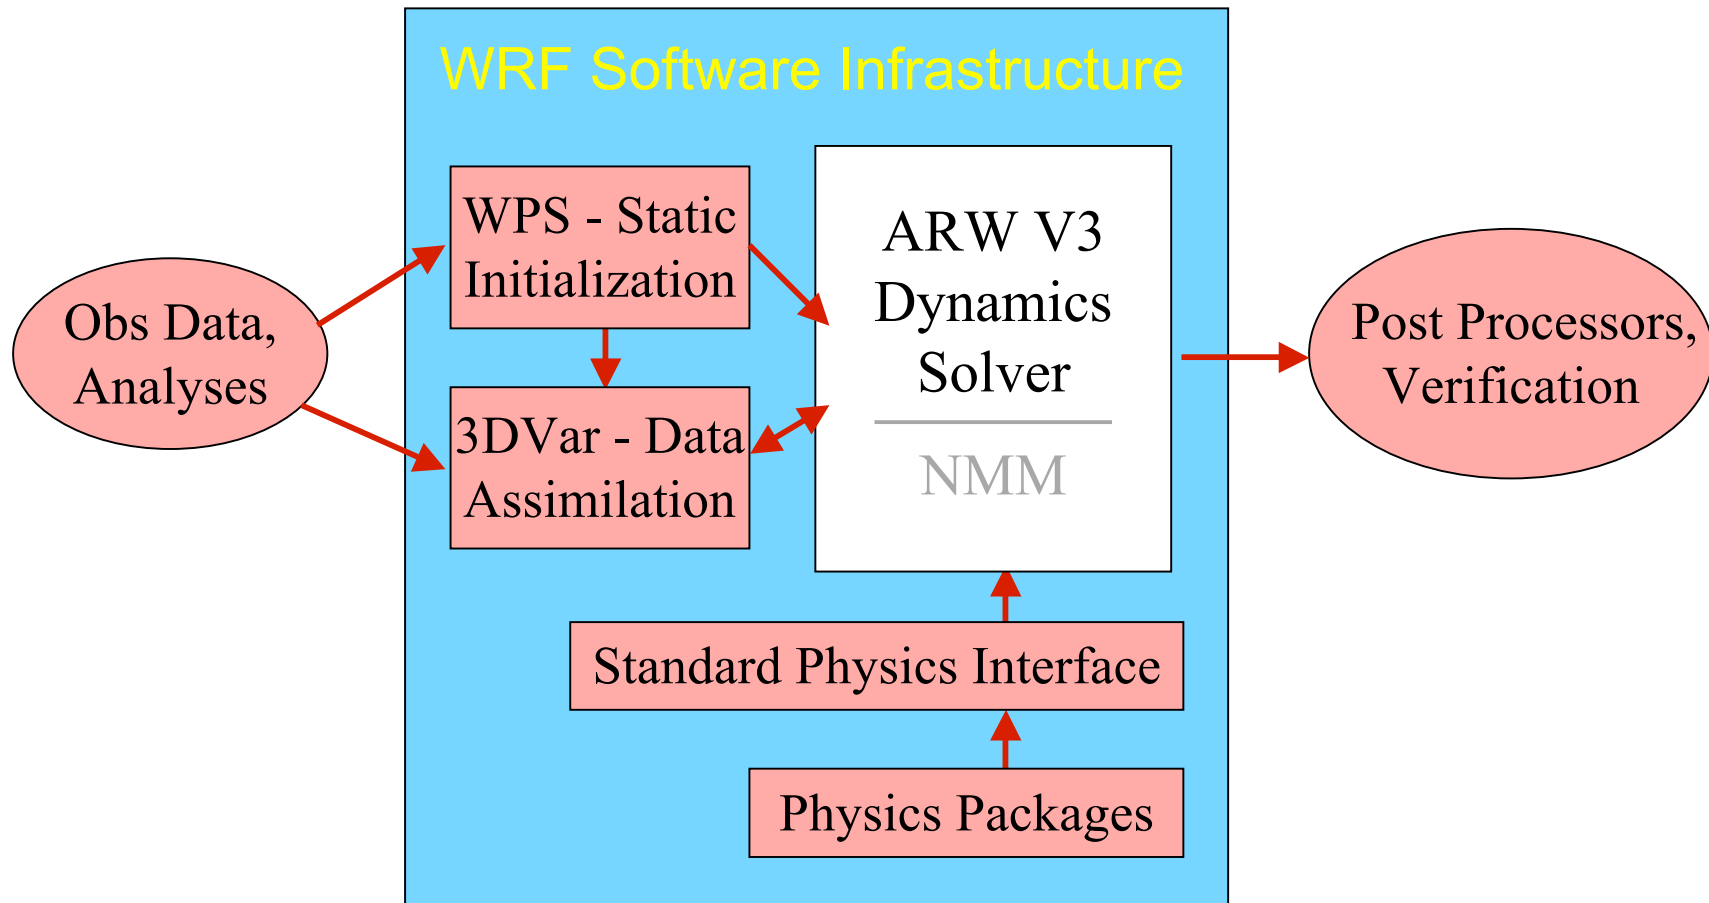 WRF Software Infrastructure
Obs Data,
Analyses
WPS - Static
Initialization
3DVar - Data
Assimilation
ARW V3
Dynamics
Solver
NMM
Post Processors,
Verification
Standard Physics Interface
Physics Packages